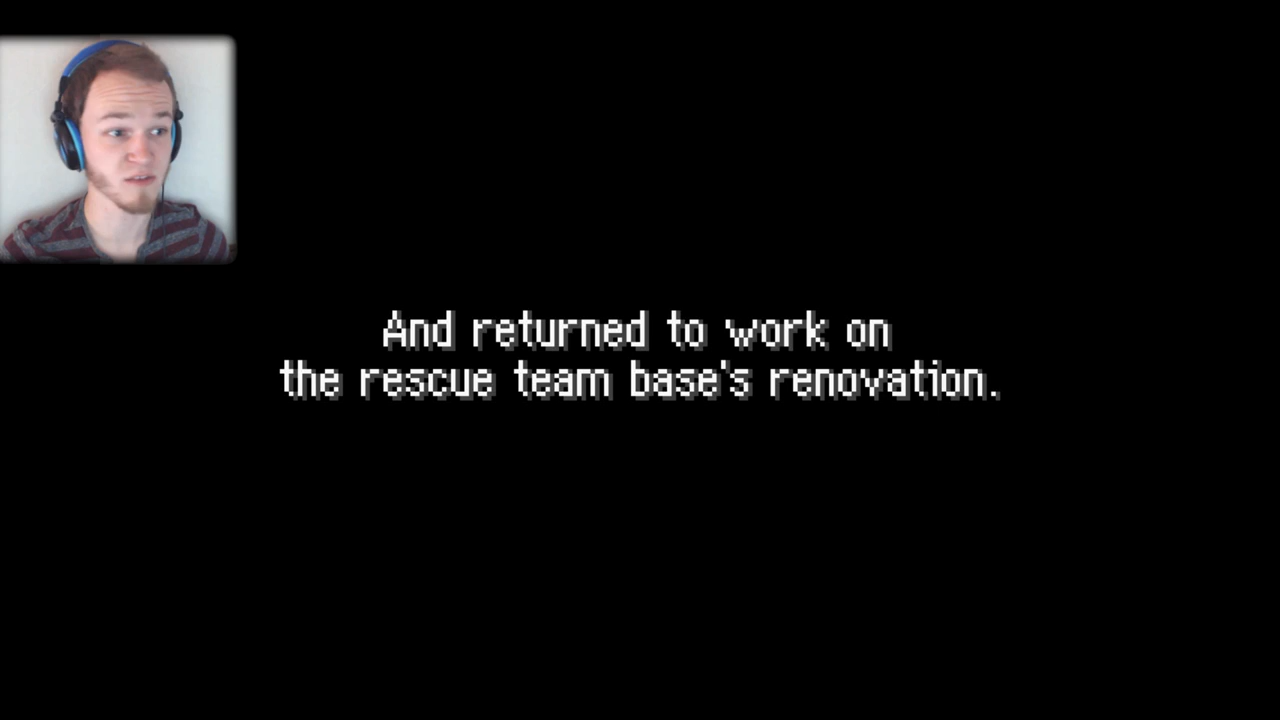 And returned to work on
the rescue team base's renovation.